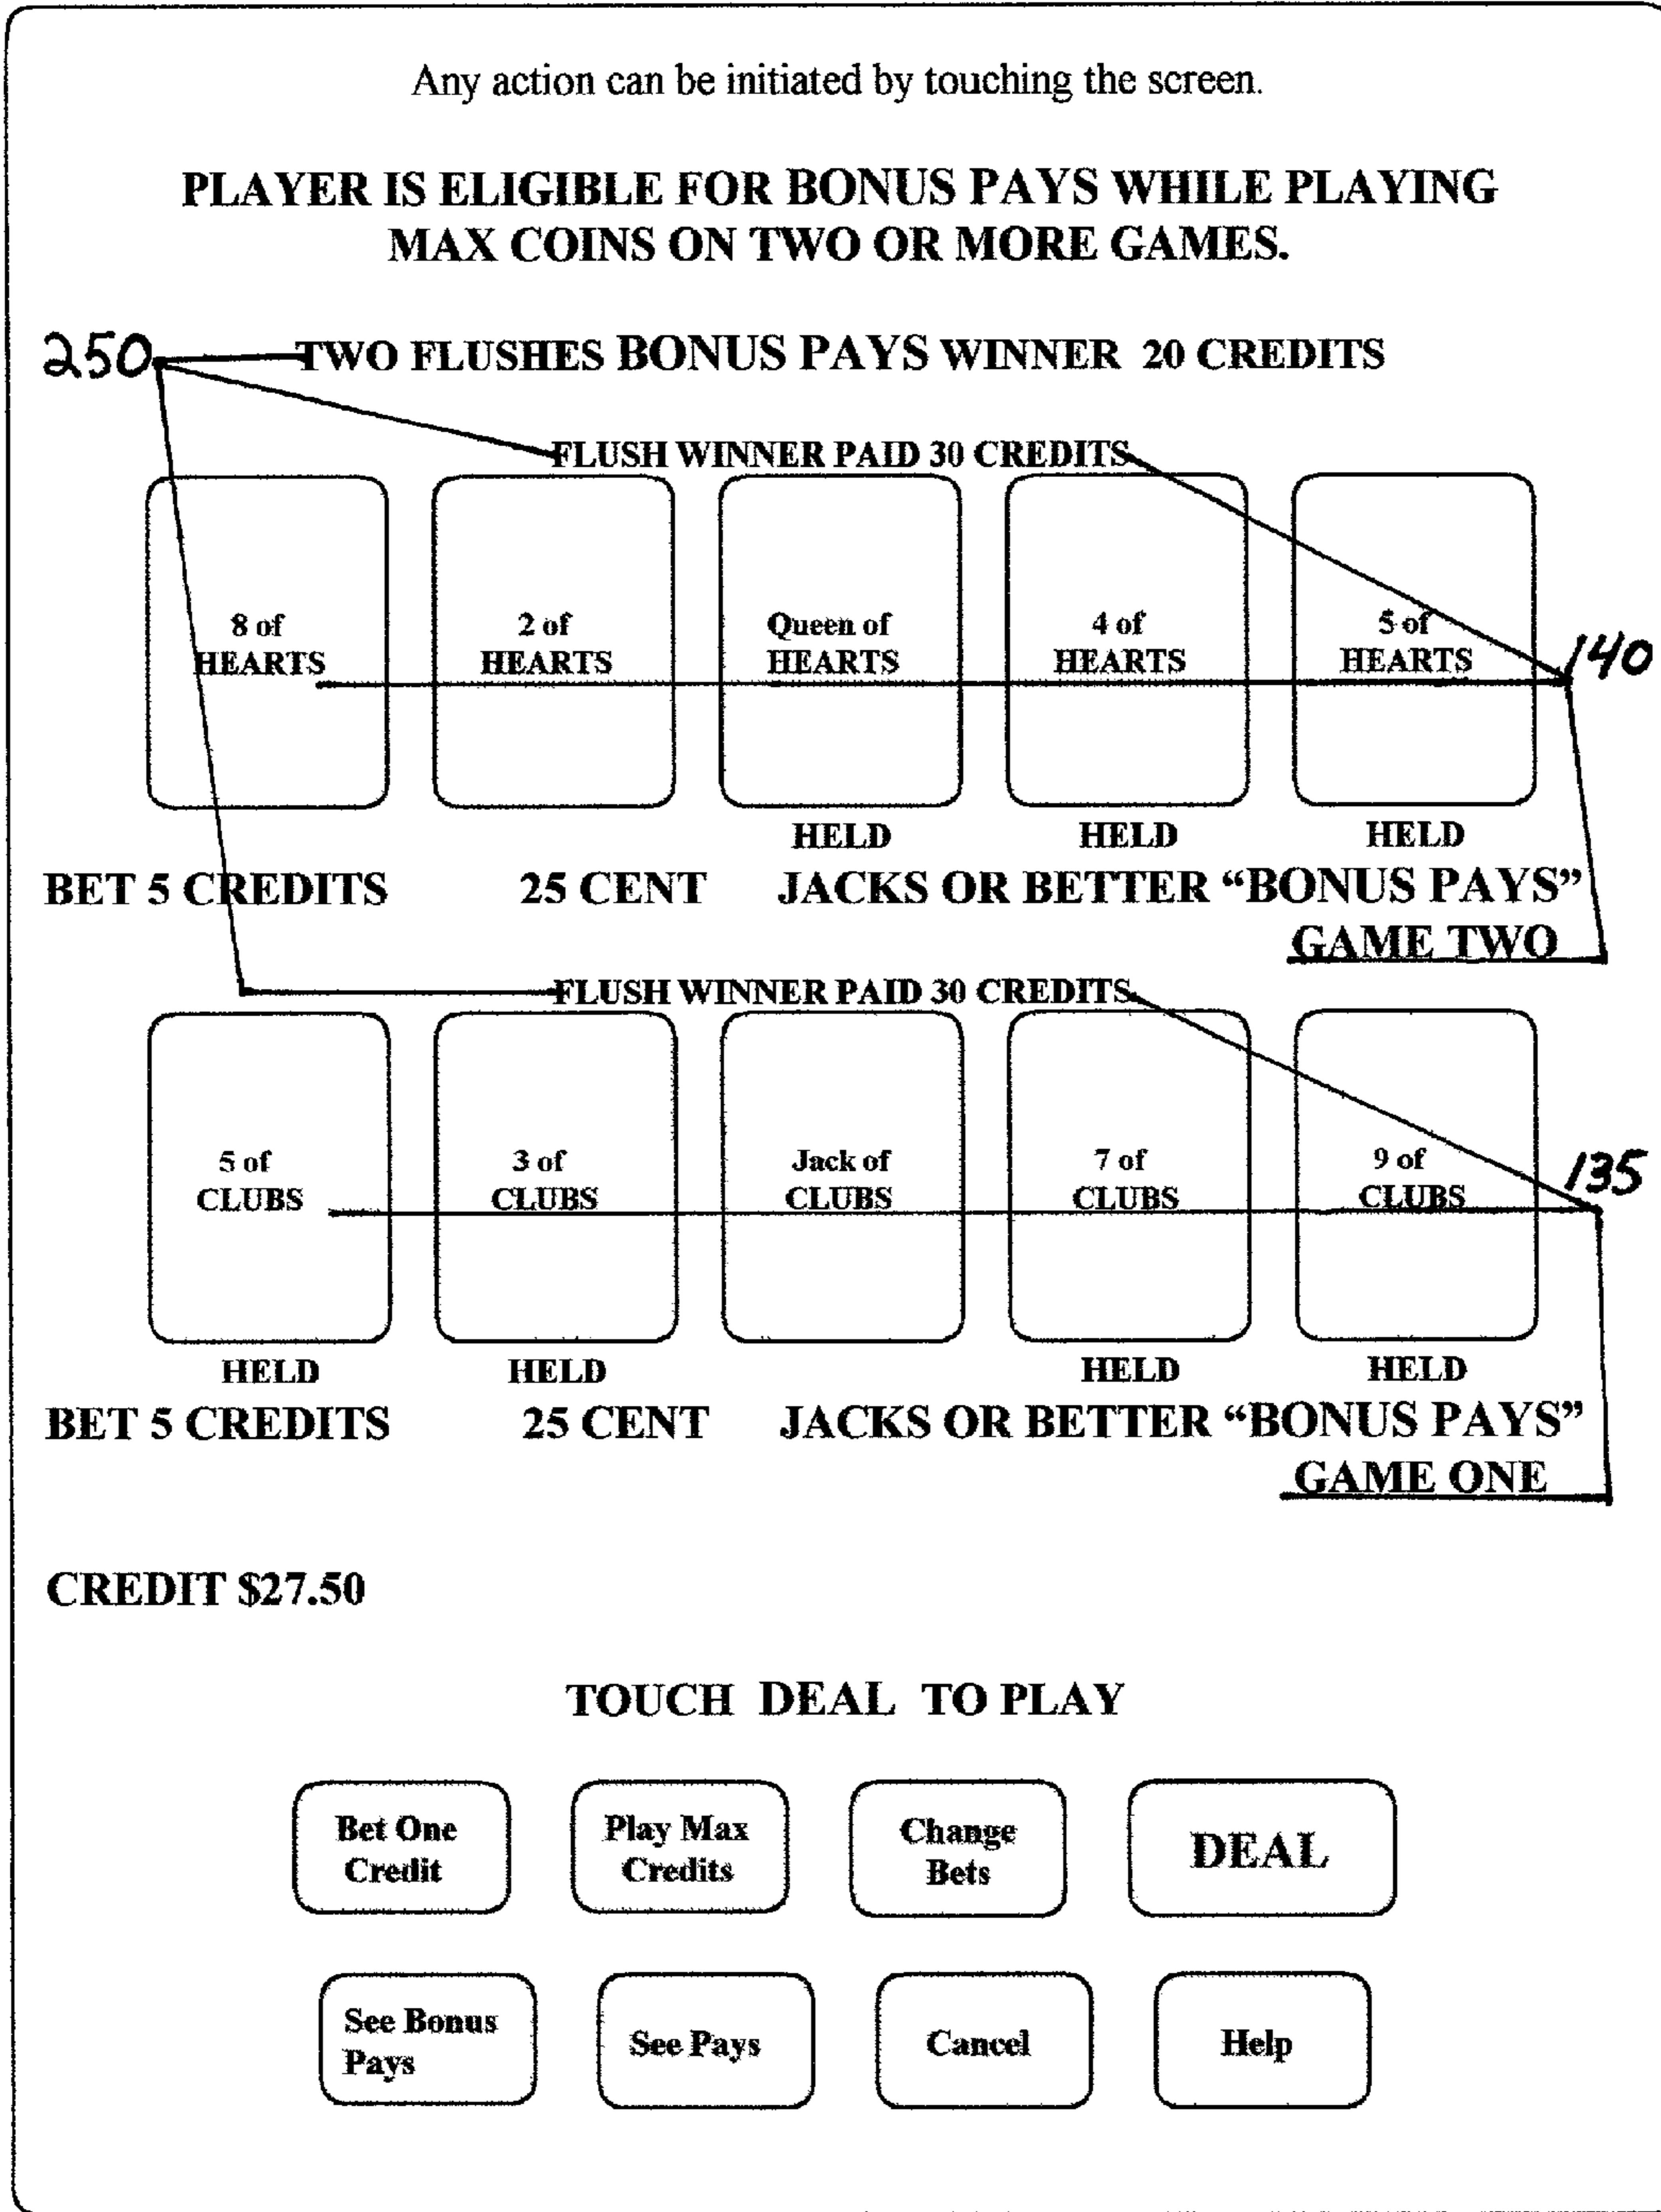 Any action can be initiated by touching the screen.
PLAYER IS ELIGIBLE FOR BONUS PAYS WHILE PLAYING
MAX COINS ON TWO OR MORE GAMES.
250 TWO FLUSHES BONUS PAYS WINNER 20 CREDITS
FLUSH WINNER PAID 30 CREDITS
8 of 2 of Queen of 4 of 5 of
HEARTS HEARTS HEARTS HEARTS HEARTS 140
HELD HELD HELD
BET 5 CREDITS 25 CENT JACKS OR BETTER “BONUS PAYS”
GAME TWO
FLUSH WINNER PAID 30 CREDITS
5 of 3 of Jack of 7 of 9 of
CLUBS CLUBS CLUBS CLUBS CLUBS 135
HELD HELD HELD HELD
BET 5 CREDITS 25 CENT JACKS OR BETTER “BONUS PAYS”
GAME ONE
CREDIT $27.50
TOUCH DEAL TO PLAY
Bet One Play Max Change DEAL
Credit Credits Bets
See Bonus See Pays Cancel Help
Pays